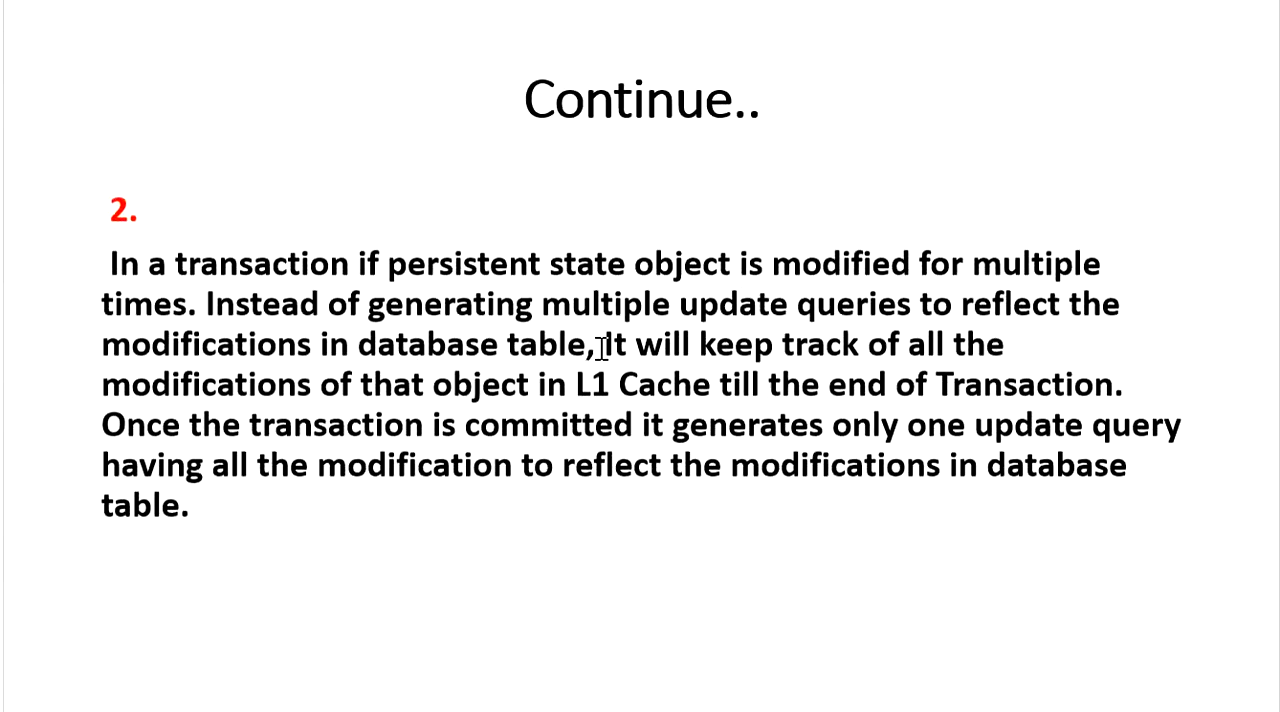 Continue..
2.
In a transaction if persistent state object is modified for multiple
times. Instead of generating multiple update queries to reflect the
modifications in database table, it will keep track of all the
modifications of that object in L1 Cache till the end of Transaction.
Once the transaction is committed it generates only one update query
having all the modification to reflect the modifications in database
table.